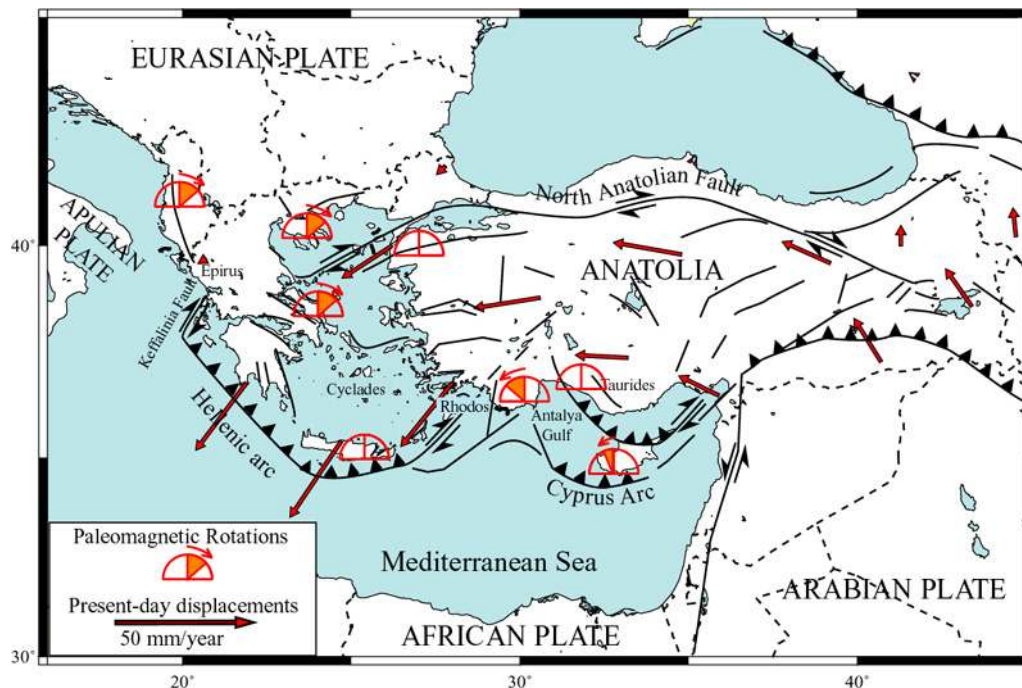 EURASIAN PLATE
North Anatolian Fault
APULIAN
PLATE
40°
Epirus
ANATOLIA
Keffalinia Fault
Cyclades
Rhodos
Taurides
Antalya
Gulf
Hellenic arc
Cyprus Arc
Paleomagnetic Rotations
Present-day displacements
50 mm/year
Mediterranean Sea
ARABIAN PLATE
AFRICAN PLATE
30°
20°
30°
40°